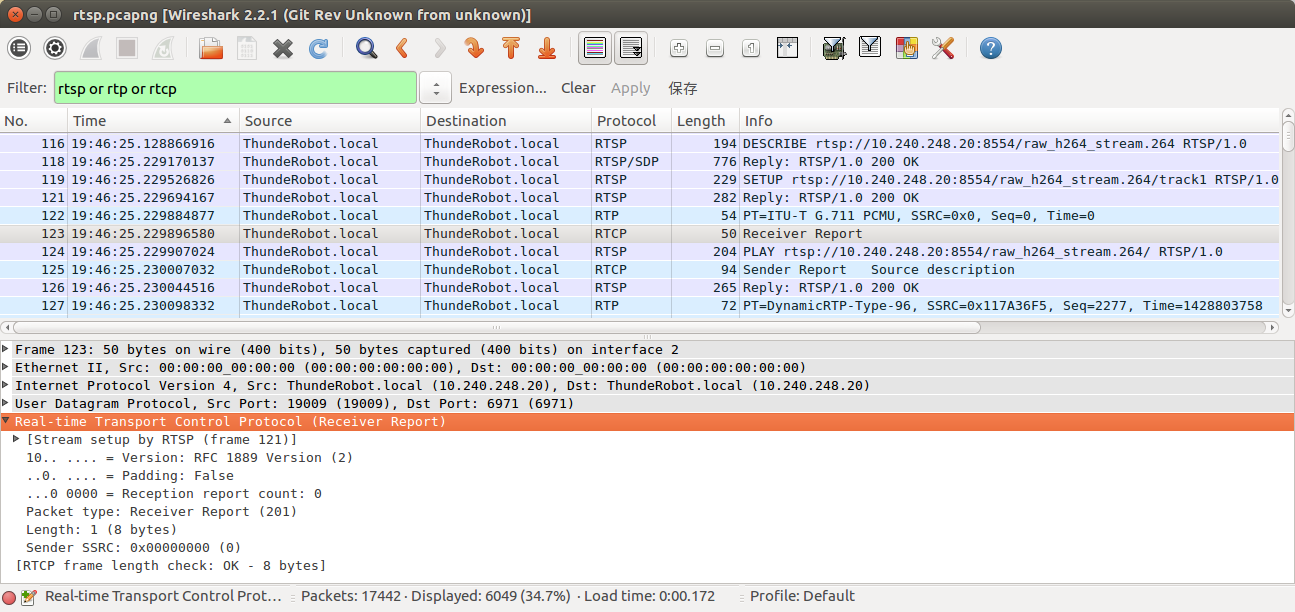 rtsp.pcapng [Wireshark 2.2.1 (Git Rev Unknown from unknown)]
Filter: rtsp or rtp or rtcp Expression... Clear Apply 保存
No. Time Source Destination Protocol Length Info
116 19:46:25.128866916 ThundeRobot.local ThundeRobot.local RTSP 194 DESCRIBE rtsp://10.240.248.20:8554/raw_h264_stream.264 RTSP/1.0
118 19:46:25.229170137 ThundeRobot.local ThundeRobot.local RTSP/SDP 776 Reply: RTSP/1.0 200 OK
119 19:46:25.229526826 ThundeRobot.local ThundeRobot.local RTSP 229 SETUP rtsp://10.240.248.20:8554/raw_h264_stream.264/track1 RTSP/1.0
121 19:46:25.229694167 ThundeRobot.local ThundeRobot.local RTSP 282 Reply: RTSP/1.0 200 OK
122 19:46:25.229884877 ThundeRobot.local ThundeRobot.local RTP 54 PT=ITU-T G.711 PCMU, SSRC=0x0, Seq=0, Time=0
123 19:46:25.229896580 ThundeRobot.local ThundeRobot.local RTCP 50 Receiver Report
124 19:46:25.229907024 ThundeRobot.local ThundeRobot.local RTSP 204 PLAY rtsp://10.240.248.20:8554/raw_h264_stream.264/ RTSP/1.0
125 19:46:25.230007032 ThundeRobot.local ThundeRobot.local RTCP 94 Sender Report Source description
126 19:46:25.230044516 ThundeRobot.local ThundeRobot.local RTSP 265 Reply: RTSP/1.0 200 OK
127 19:46:25.230098332 ThundeRobot.local ThundeRobot.local RTP 72 PT=DynamicRTP-Type-96, SSRC=0x117A36F5, Seq=2277, Time=1428803758
Frame 123: 50 bytes on wire (400 bits), 50 bytes captured (400 bits) on interface 2
Ethernet II, Src: 00:00:00_00:00:00 (00:00:00:00:00:00), Dst: 00:00:00_00:00:00 (00:00:00:00:00:00)
Internet Protocol Version 4, Src: ThundeRobot.local (10.240.248.20), Dst: ThundeRobot.local (10.240.248.20)
User Datagram Protocol, Src Port: 19009 (19009), Dst Port: 6971 (6971)
Real-time Transport Control Protocol (Receiver Report)
[Stream setup by RTSP (frame 121)]
10.. .... = Version: RFC 1889 Version (2)
..0. .... = Padding: False
...0 0000 = Reception report count: 0
Packet type: Receiver Report (201)
Length: 1 (8 bytes)
Sender SSRC: 0x00000000 (0)
[RTCP frame length check: OK - 8 bytes]
Real-time Transport Control Prot... Packets: 17442 · Displayed: 6049 (34.7%) · Load time: 0:00.172 Profile: Default